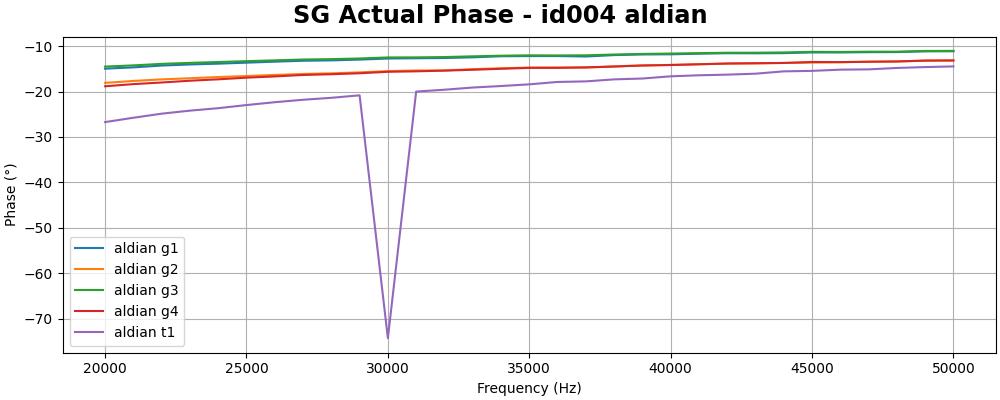 SG Actual Phase - id004 aldian
−10
−20
−30
−40
−50
−60
−70
Phase (°)
aldian g1
aldian g2
aldian g3
aldian g4
aldian t1
20000 25000 30000 35000 40000 45000 50000
Frequency (Hz)